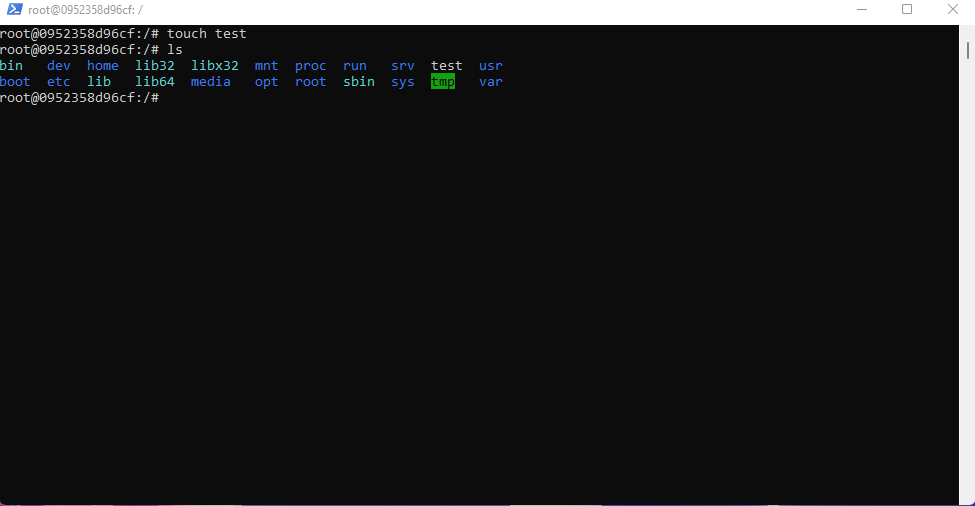 root@0952358d96cf: /
root@0952358d96cf:/# touch test
root@0952358d96cf:/# ls
bin   dev  home  lib32  libx32  mnt  proc  run   srv  test  usr
boot  etc  lib   lib64  media   opt  root  sbin  sys  tmp   var
root@0952358d96cf:/#